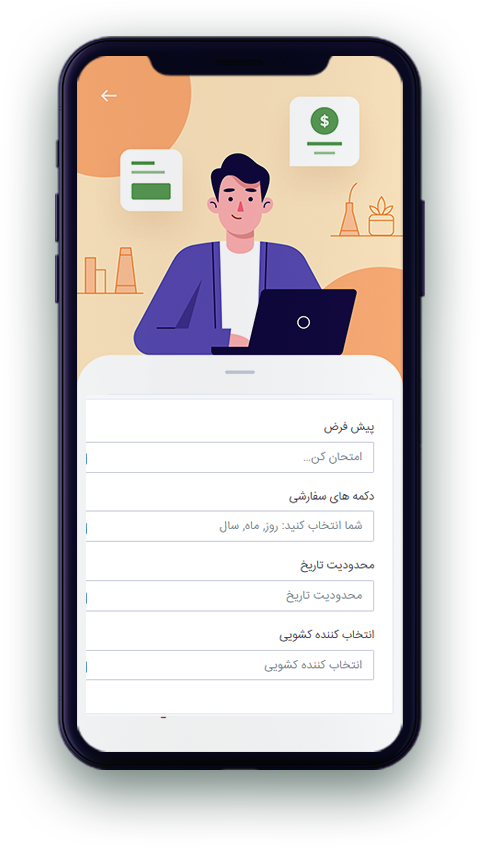 $
پیش فرض
امتحان کن...
دکمه های سفارشی
شما انتخاب کنید: روز, ماه, سال
محدودیت تاریخ
محدودیت تاریخ
انتخاب کننده کشویی
انتخاب کننده کشویی